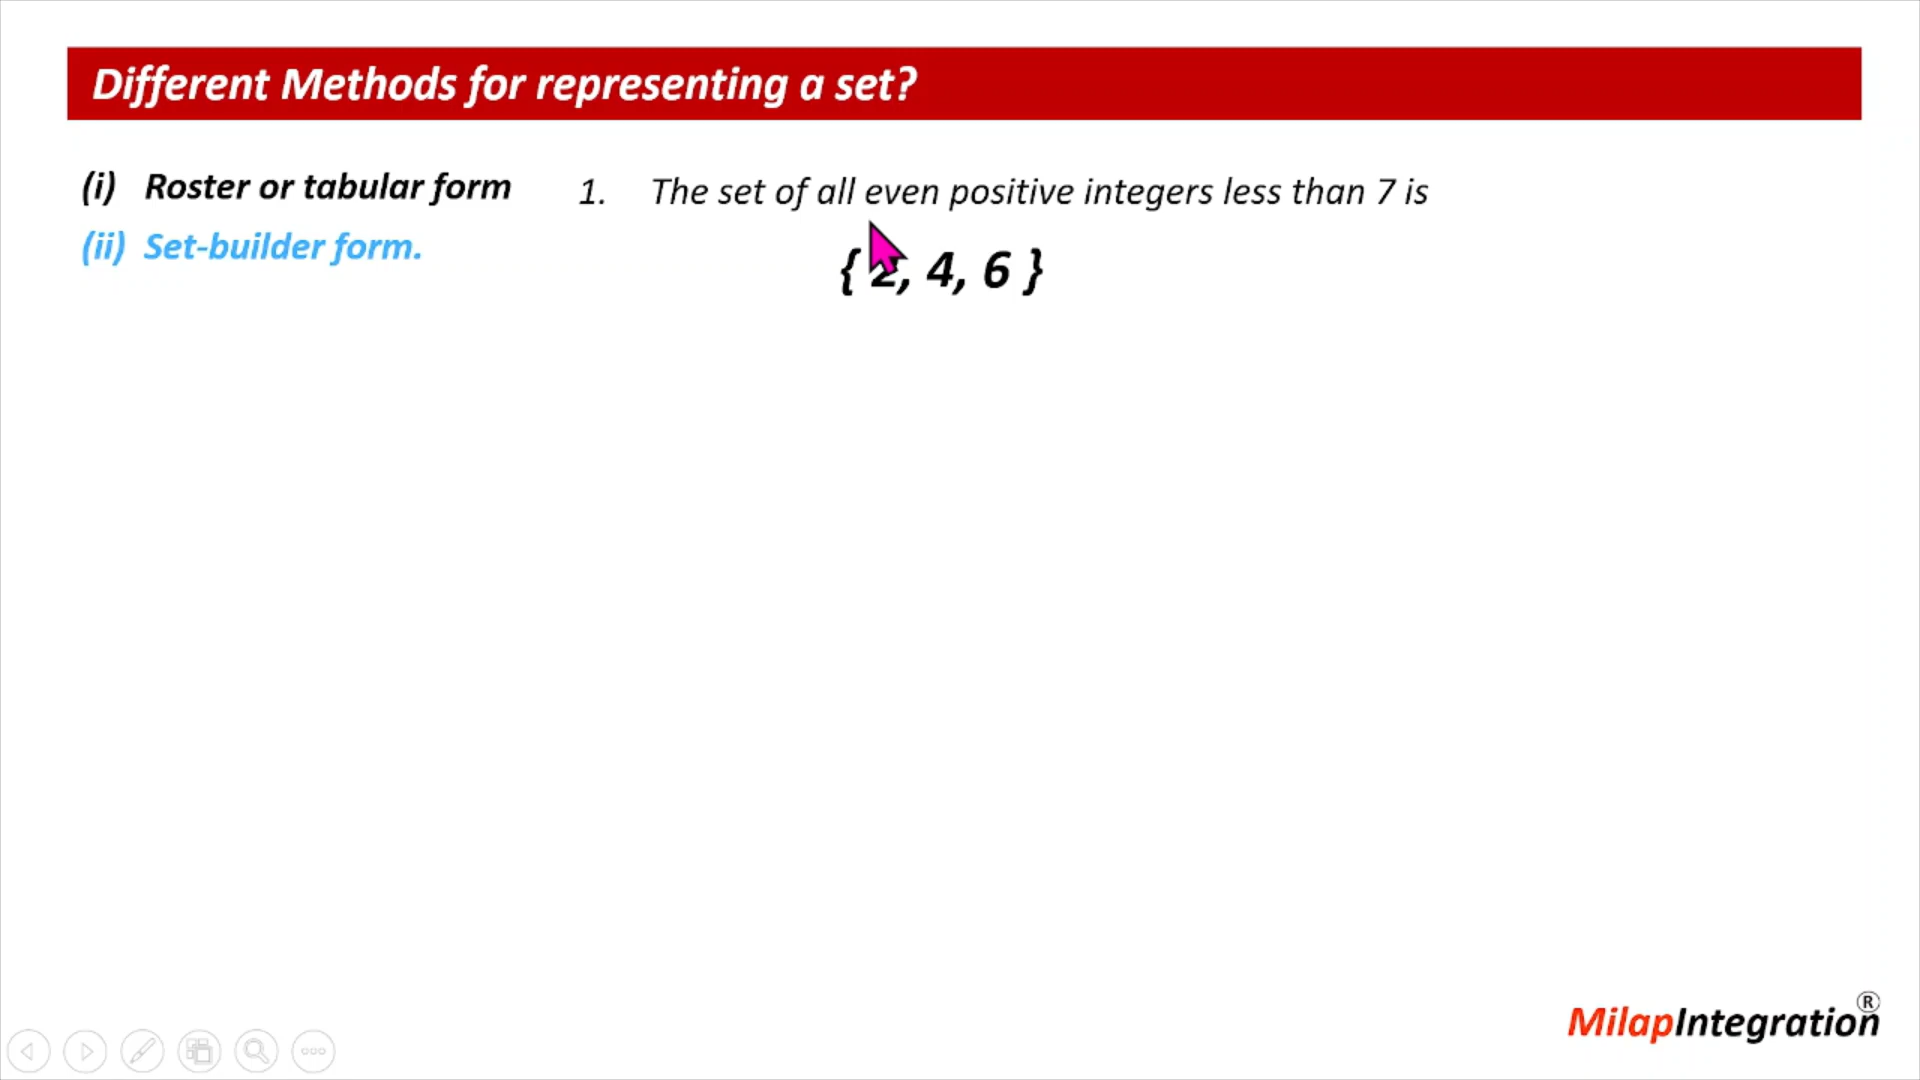 Different Methods for representing a set?
(i) Roster or tabular form
(ii) Set-builder form.
1. The set of all even positive integers less than 7 is
{ 2, 4, 6 }
MilapIntegration®